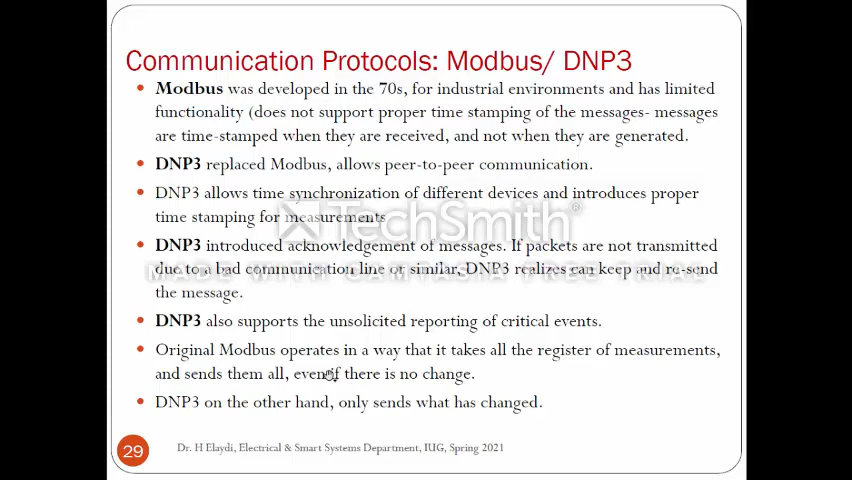 Communication Protocols: Modbus/ DNP3
• Modbus was developed in the 70s, for industrial environments and has limited
functionality (does not support proper time stamping of the messages- messages
are time-stamped when they are received, and not when they are generated.
• DNP3 replaced Modbus, allows peer-to-peer communication.
• DNP3 allows time synchronization of different devices and introduces proper
time stamping for measurements
TechSmith®
• DNP3 introduced acknowledgement of messages. If packets are not transmitted
due to a bad communication line or similar, DNP3 realizes can keep and re-send
MADE WITH CAMTASIA FREE TRIAL
the message.
• DNP3 also supports the unsolicited reporting of critical events.
• Original Modbus operates in a way that it takes all the register of measurements,
and sends them all, even if there is no change.
• DNP3 on the other hand, only sends what has changed.
29
Dr. H Elaydi, Electrical & Smart Systems Department, IUG, Spring 2021